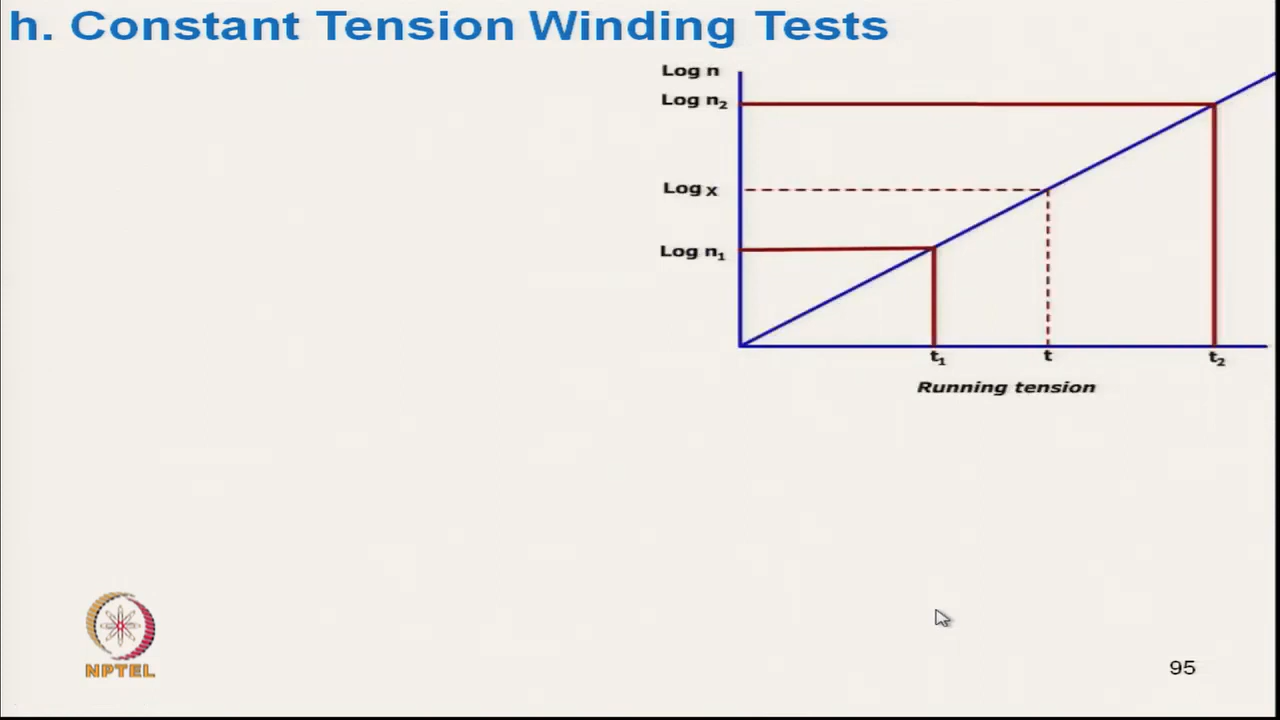 h. Constant Tension Winding Tests
Log n
Log n₂
Log x
Log n₁
t₁ t t₂
Running tension
NPTEL
95